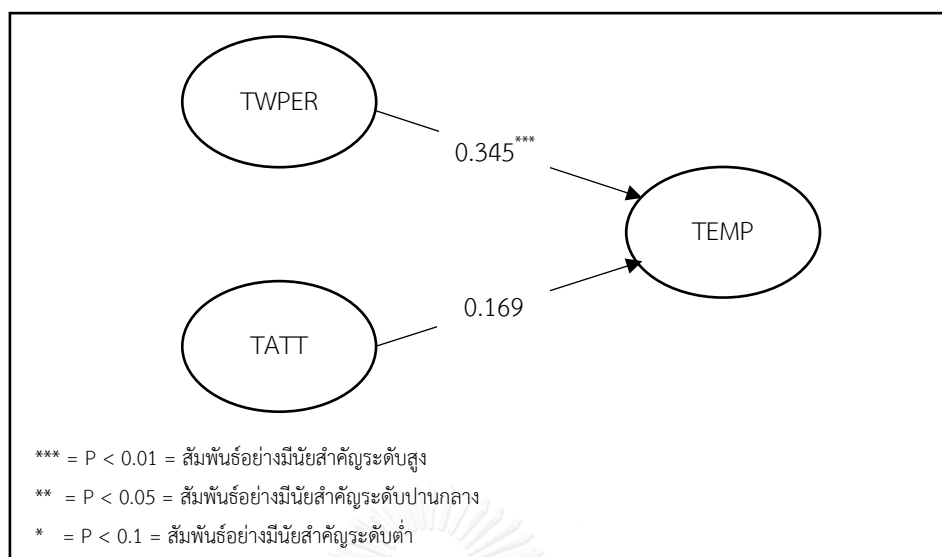 TWPER
0.345***
TEMP
0.169
TATT
*** = P < 0.01 = สัมพันธ์อย่างมีนัยสำคัญระดับสูง
** = P < 0.05 = สัมพันธ์อย่างมีนัยสำคัญระดับปานกลาง
* = P < 0.1 = สัมพันธ์อย่างมีนัยสำคัญระดับต่ำ